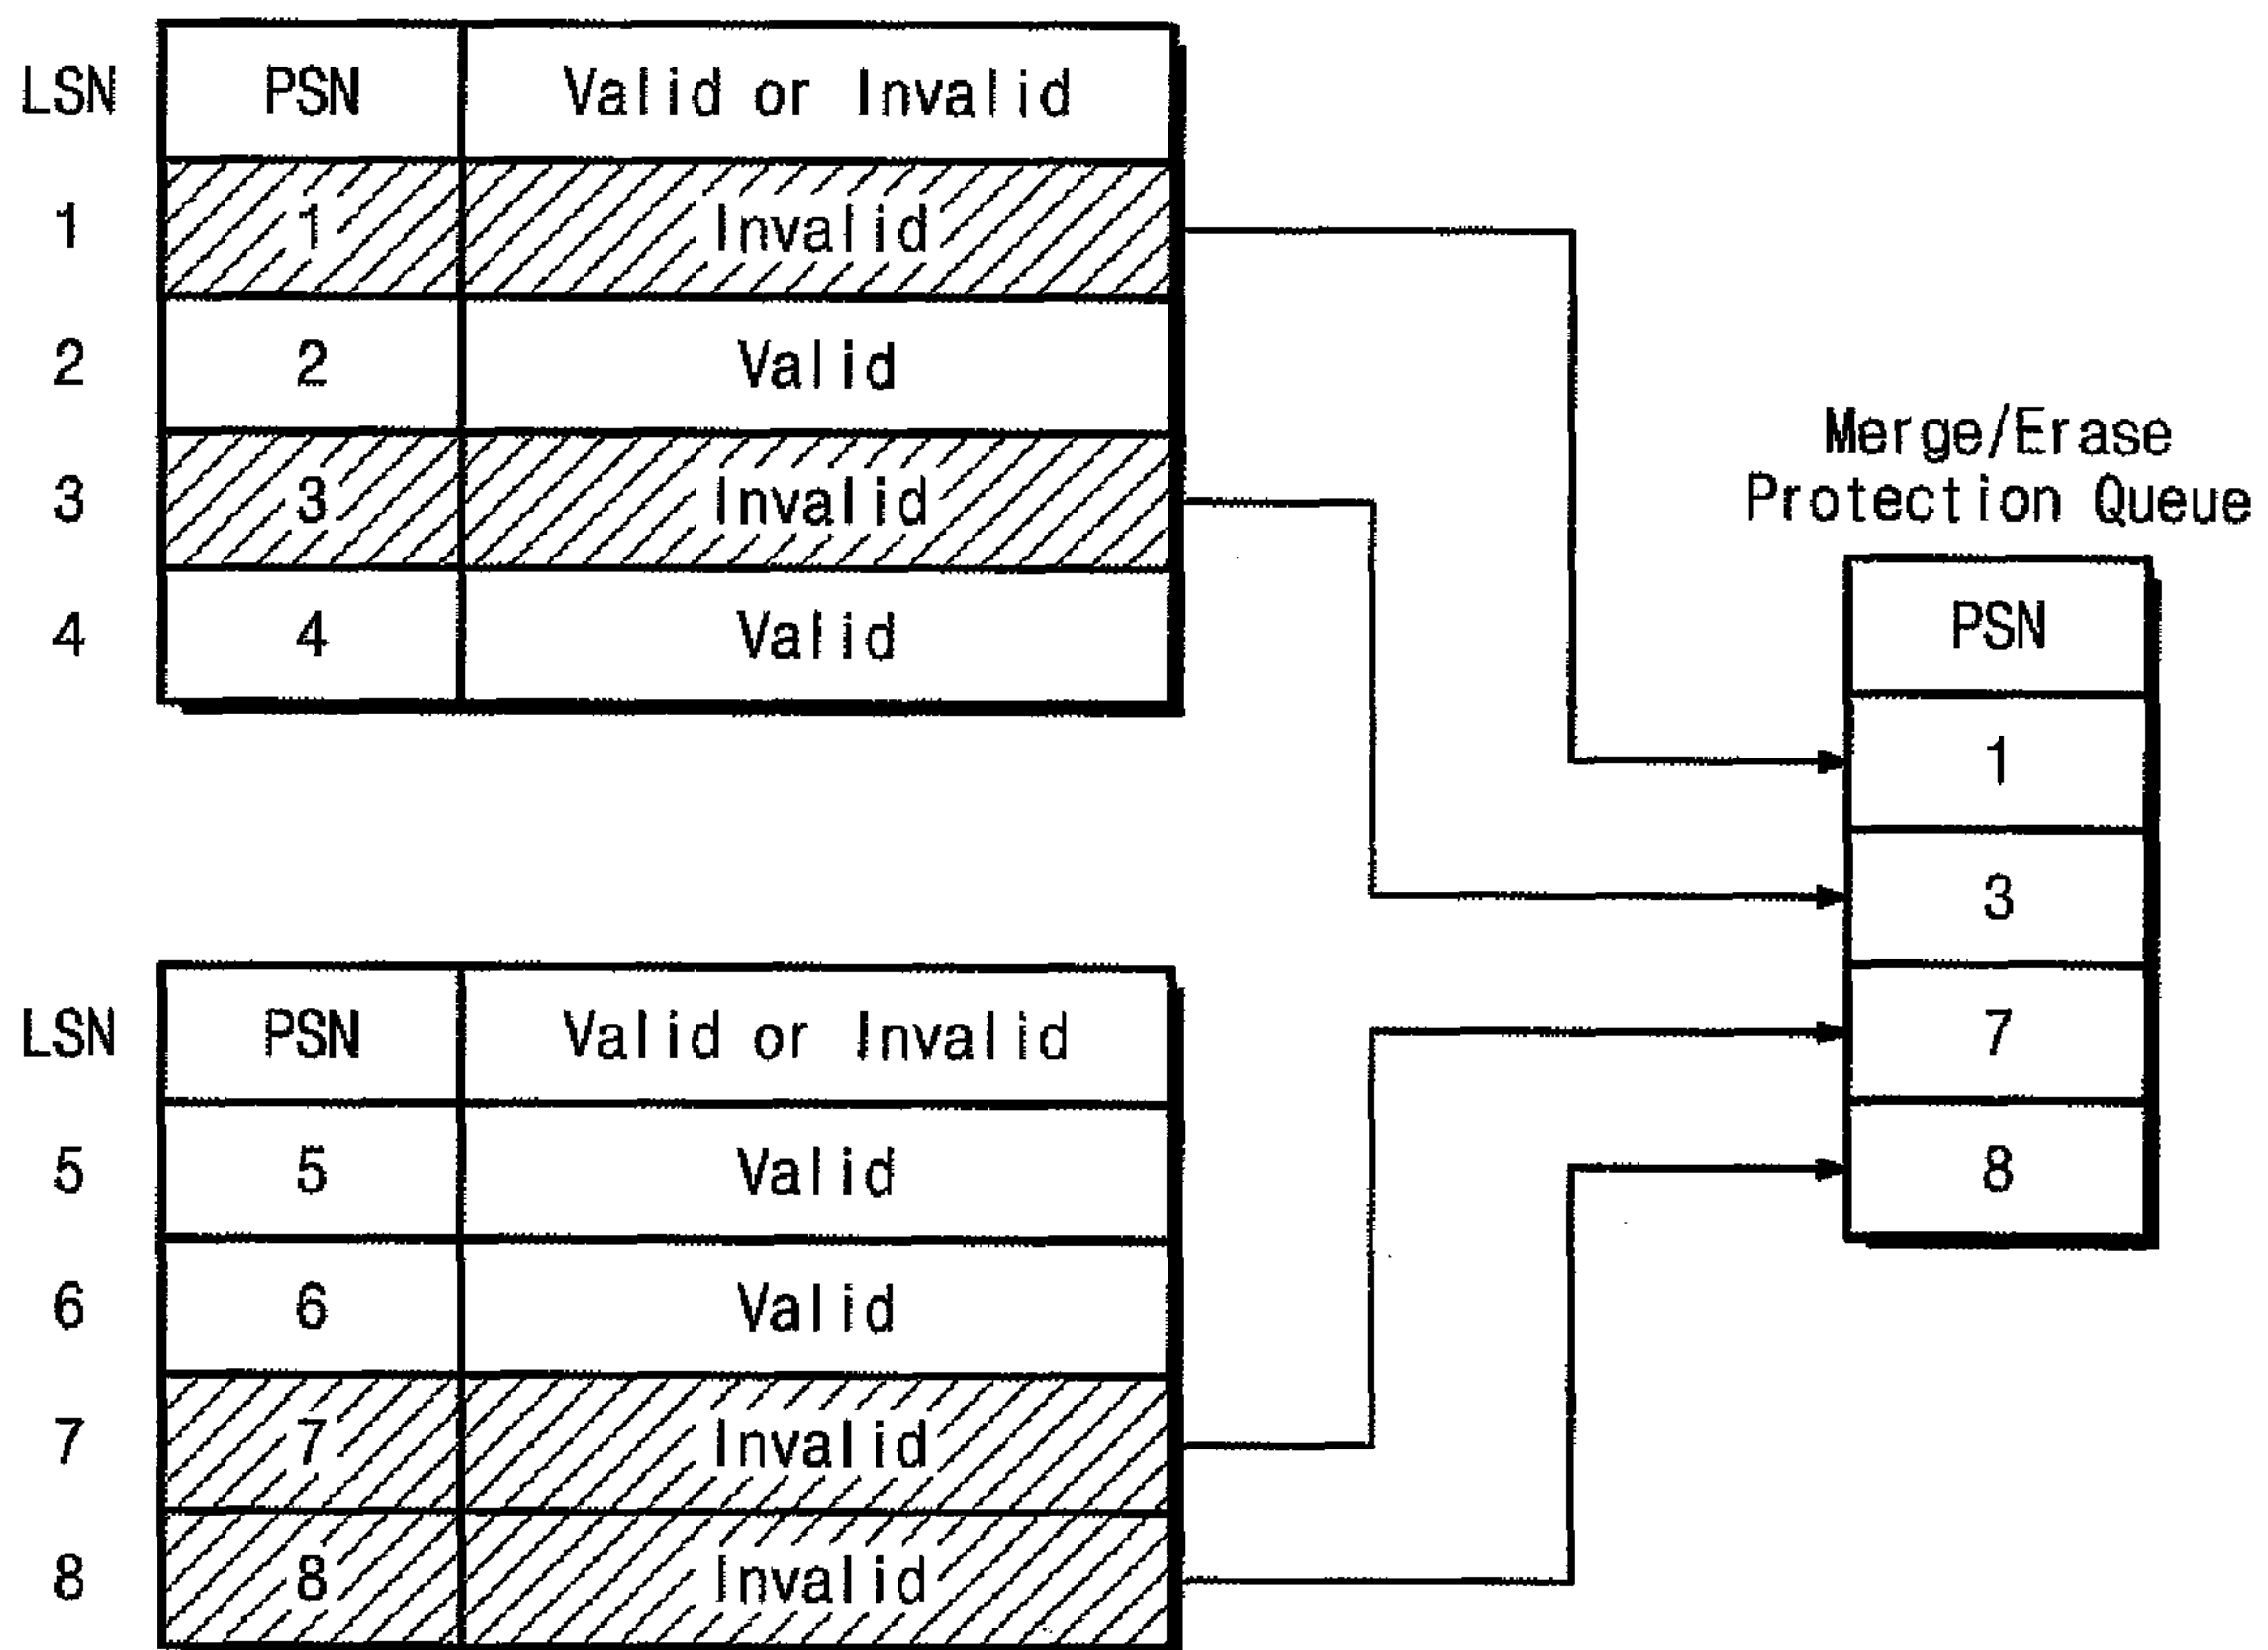 LSN PSN Valid or Invalid
1 1 Invalid
2 2 Valid
3 3 Invalid
4 4 Valid
Merge/Erase
Protection Queue
PSN
1
3
7
8
LSN PSN Valid or Invalid
5 5 Valid
6 6 Valid
7 7 Invalid
8 8 Invalid